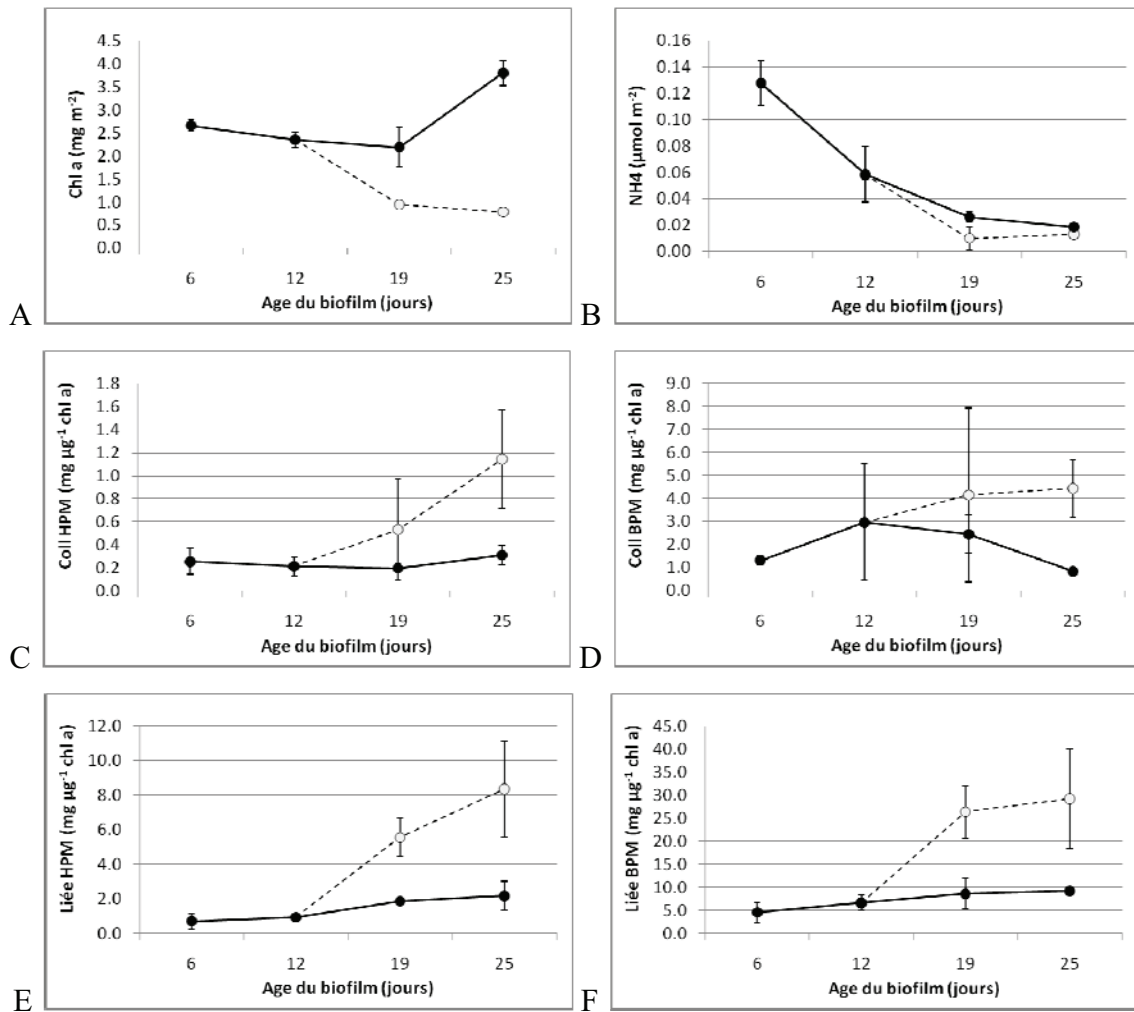 Chl a (mg m⁻²)
4.5
4.0
3.5
3.0
2.5
2.0
1.5
1.0
0.5
0.0
6 12 19 25
Age du biofilm (jours)
A
NH4 (µmol m⁻²)
0.16
0.14
0.12
0.10
0.08
0.06
0.04
0.02
0.00
6 12 19 25
Age du biofilm (jours)
B
Coll HPM (mg µg⁻¹ chl a)
1.8
1.6
1.4
1.2
1.0
0.8
0.6
0.4
0.2
0.0
6 12 19 25
Age du biofilm (jours)
C
Coll BPM (mg µg⁻¹ chl a)
9.0
8.0
7.0
6.0
5.0
4.0
3.0
2.0
1.0
0.0
6 12 19 25
Age du biofilm (jours)
D
Liée HPM (mg µg⁻¹ chl a)
12.0
10.0
8.0
6.0
4.0
2.0
0.0
6 12 19 25
Age du biofilm (jours)
E
Liée BPM (mg µg⁻¹ chl a)
45.0
40.0
35.0
30.0
25.0
20.0
15.0
10.0
5.0
0.0
6 12 19 25
Age du biofilm (jours)
F